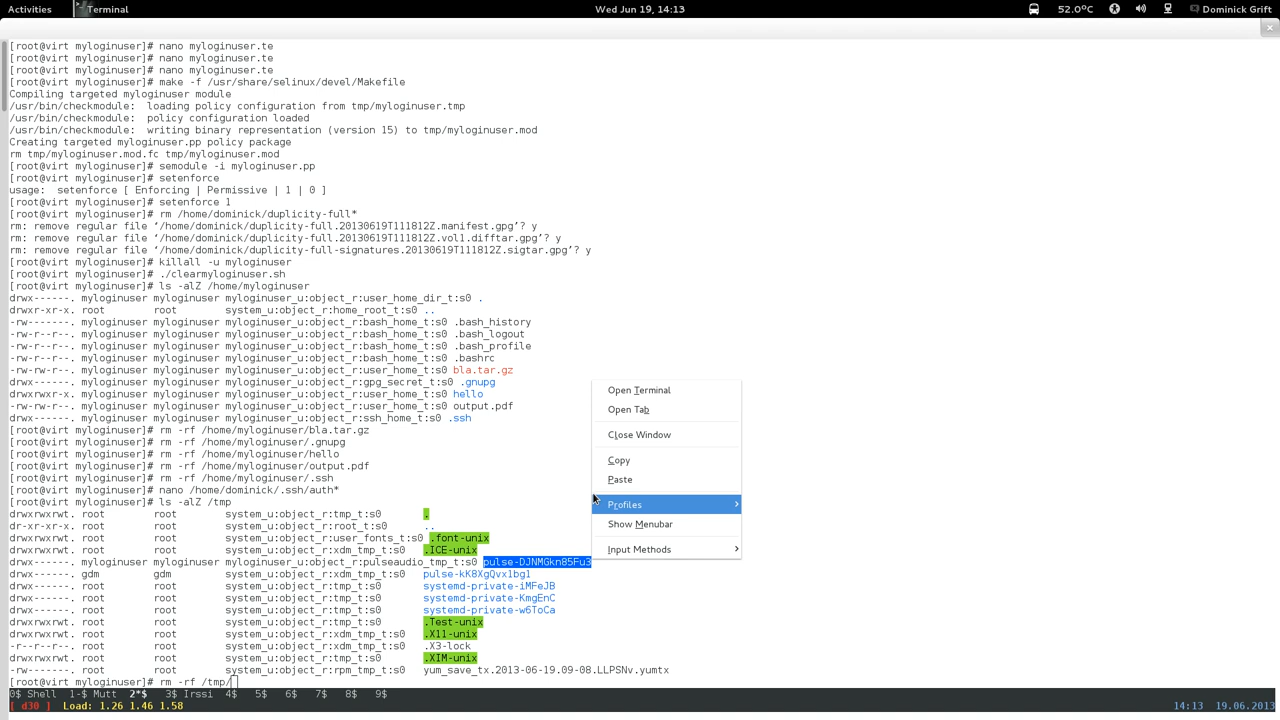 Activities Terminal Wed Jun 19, 14:13 52.0°C Dominick Grift
[root@virt myloginuser]# nano myloginuser.te
[root@virt myloginuser]# nano myloginuser.te
[root@virt myloginuser]# nano myloginuser.te
[root@virt myloginuser]# make -f /usr/share/selinux/devel/Makefile
Compiling targeted myloginuser module
/usr/bin/checkmodule:  loading policy configuration from tmp/myloginuser.tmp
/usr/bin/checkmodule:  policy configuration loaded
/usr/bin/checkmodule:  writing binary representation (version 15) to tmp/myloginuser.mod
Creating targeted myloginuser.pp policy package
rm tmp/myloginuser.mod.fc tmp/myloginuser.mod
[root@virt myloginuser]# semodule -i myloginuser.pp
[root@virt myloginuser]# setenforce
usage:  setenforce [ Enforcing | Permissive | 1 | 0 ]
[root@virt myloginuser]# setenforce 1
[root@virt myloginuser]# rm /home/dominick/duplicity-full*
rm: remove regular file ‘/home/dominick/duplicity-full.20130619T111812Z.manifest.gpg’? y
rm: remove regular file ‘/home/dominick/duplicity-full.20130619T111812Z.vol1.difftar.gpg’? y
rm: remove regular file ‘/home/dominick/duplicity-full-signatures.20130619T111812Z.sigtar.gpg’? y
[root@virt myloginuser]# killall -u myloginuser
[root@virt myloginuser]# ./clearmyloginuser.sh
[root@virt myloginuser]# ls -alZ /home/myloginuser
drwx------. myloginuser myloginuser myloginuser_u:object_r:user_home_dir_t:s0 .
drwxr-xr-x. root        root        system_u:object_r:home_root_t:s0 ..
-rw-------. myloginuser myloginuser myloginuser_u:object_r:bash_home_t:s0 .bash_history
-rw-r--r--. myloginuser myloginuser myloginuser_u:object_r:bash_home_t:s0 .bash_logout
-rw-r--r--. myloginuser myloginuser myloginuser_u:object_r:bash_home_t:s0 .bash_profile
-rw-r--r--. myloginuser myloginuser myloginuser_u:object_r:bash_home_t:s0 .bashrc
-rw-rw-r--. myloginuser myloginuser myloginuser_u:object_r:user_home_t:s0 bla.tar.gz
drwx------. myloginuser myloginuser myloginuser_u:object_r:gpg_secret_t:s0 .gnupg
drwxrwxr-x. myloginuser myloginuser myloginuser_u:object_r:user_home_t:s0 hello
-rw-rw-r--. myloginuser myloginuser myloginuser_u:object_r:user_home_t:s0 output.pdf
drwx------. myloginuser myloginuser myloginuser_u:object_r:ssh_home_t:s0 .ssh
[root@virt myloginuser]# rm -rf /home/myloginuser/bla.tar.gz
[root@virt myloginuser]# rm -rf /home/myloginuser/.gnupg
[root@virt myloginuser]# rm -rf /home/myloginuser/hello
[root@virt myloginuser]# rm -rf /home/myloginuser/output.pdf
[root@virt myloginuser]# rm -rf /home/myloginuser/.ssh
[root@virt myloginuser]# nano /home/dominick/.ssh/auth*
[root@virt myloginuser]# ls -alZ /tmp
drwxrwxrwt. root        root        system_u:object_r:tmp_t:s0       .
dr-xr-xr-x. root        root        system_u:object_r:root_t:s0      ..
drwxrwxrwt. root        root        system_u:object_r:user_fonts_t:s0 .font-unix
drwxrwxrwt. root        root        system_u:object_r:xdm_tmp_t:s0   .ICE-unix
drwx------. myloginuser myloginuser myloginuser_u:object_r:pulseaudio_tmp_t:s0 pulse-DJNMGkn85Fu3
drwx------. gdm         gdm         system_u:object_r:xdm_tmp_t:s0   pulse-kK8XgQvx1bg1
drwx------. root        root        system_u:object_r:tmp_t:s0       systemd-private-iMFeJB
drwx------. root        root        system_u:object_r:tmp_t:s0       systemd-private-KmgEnC
drwx------. root        root        system_u:object_r:tmp_t:s0       systemd-private-w6ToCa
drwxrwxrwt. root        root        system_u:object_r:tmp_t:s0       .Test-unix
drwxrwxrwt. root        root        system_u:object_r:xdm_tmp_t:s0   .X11-unix
-r--r--r--. root        root        system_u:object_r:xdm_tmp_t:s0   .X3-lock
drwxrwxrwt. root        root        system_u:object_r:tmp_t:s0       .XIM-unix
-rw-------. root        root        system_u:object_r:rpm_tmp_t:s0   yum_save_tx.2013-06-19.09-08.LLPSNv.yumtx
[root@virt myloginuser]# rm -rf /tmp/
Open Terminal
Open Tab
Close Window
Copy
Paste
Profiles
Show Menubar
Input Methods
0$ Shell  1-$ Mutt  2*$  3$ Irssi  4$  5$  6$  7$  8$  9$
[ d30 ]  Load: 1.26 1.46 1.58 14:13  19.06.2013